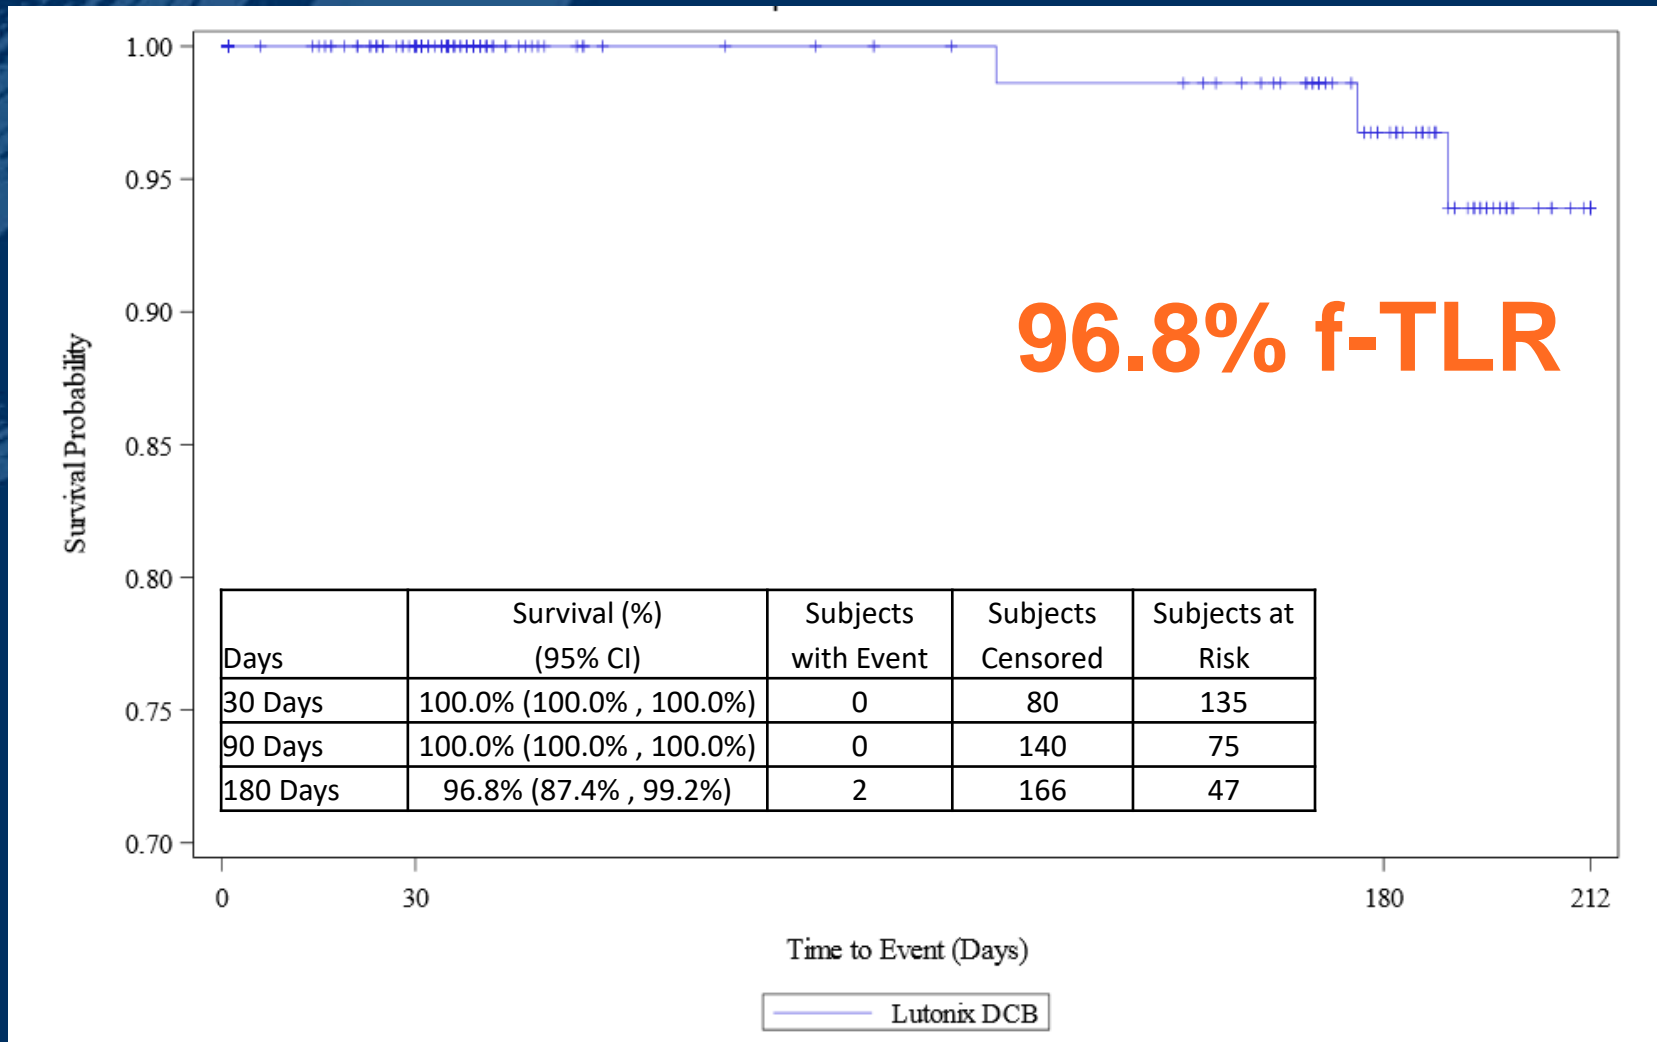 1.00
0.95
0.90
0.85
0.80
0.75
0.70
Survival Probability
96.8% f-TLR
Days Survival (%) (95% CI) Subjects with Event Subjects Censored Subjects at Risk
30 Days 100.0% (100.0% , 100.0%) 0 80 135
90 Days 100.0% (100.0% , 100.0%) 0 140 75
180 Days 96.8% (87.4% , 99.2%) 2 166 47
0 30 180 212
Time to Event (Days)
Lutonix DCB